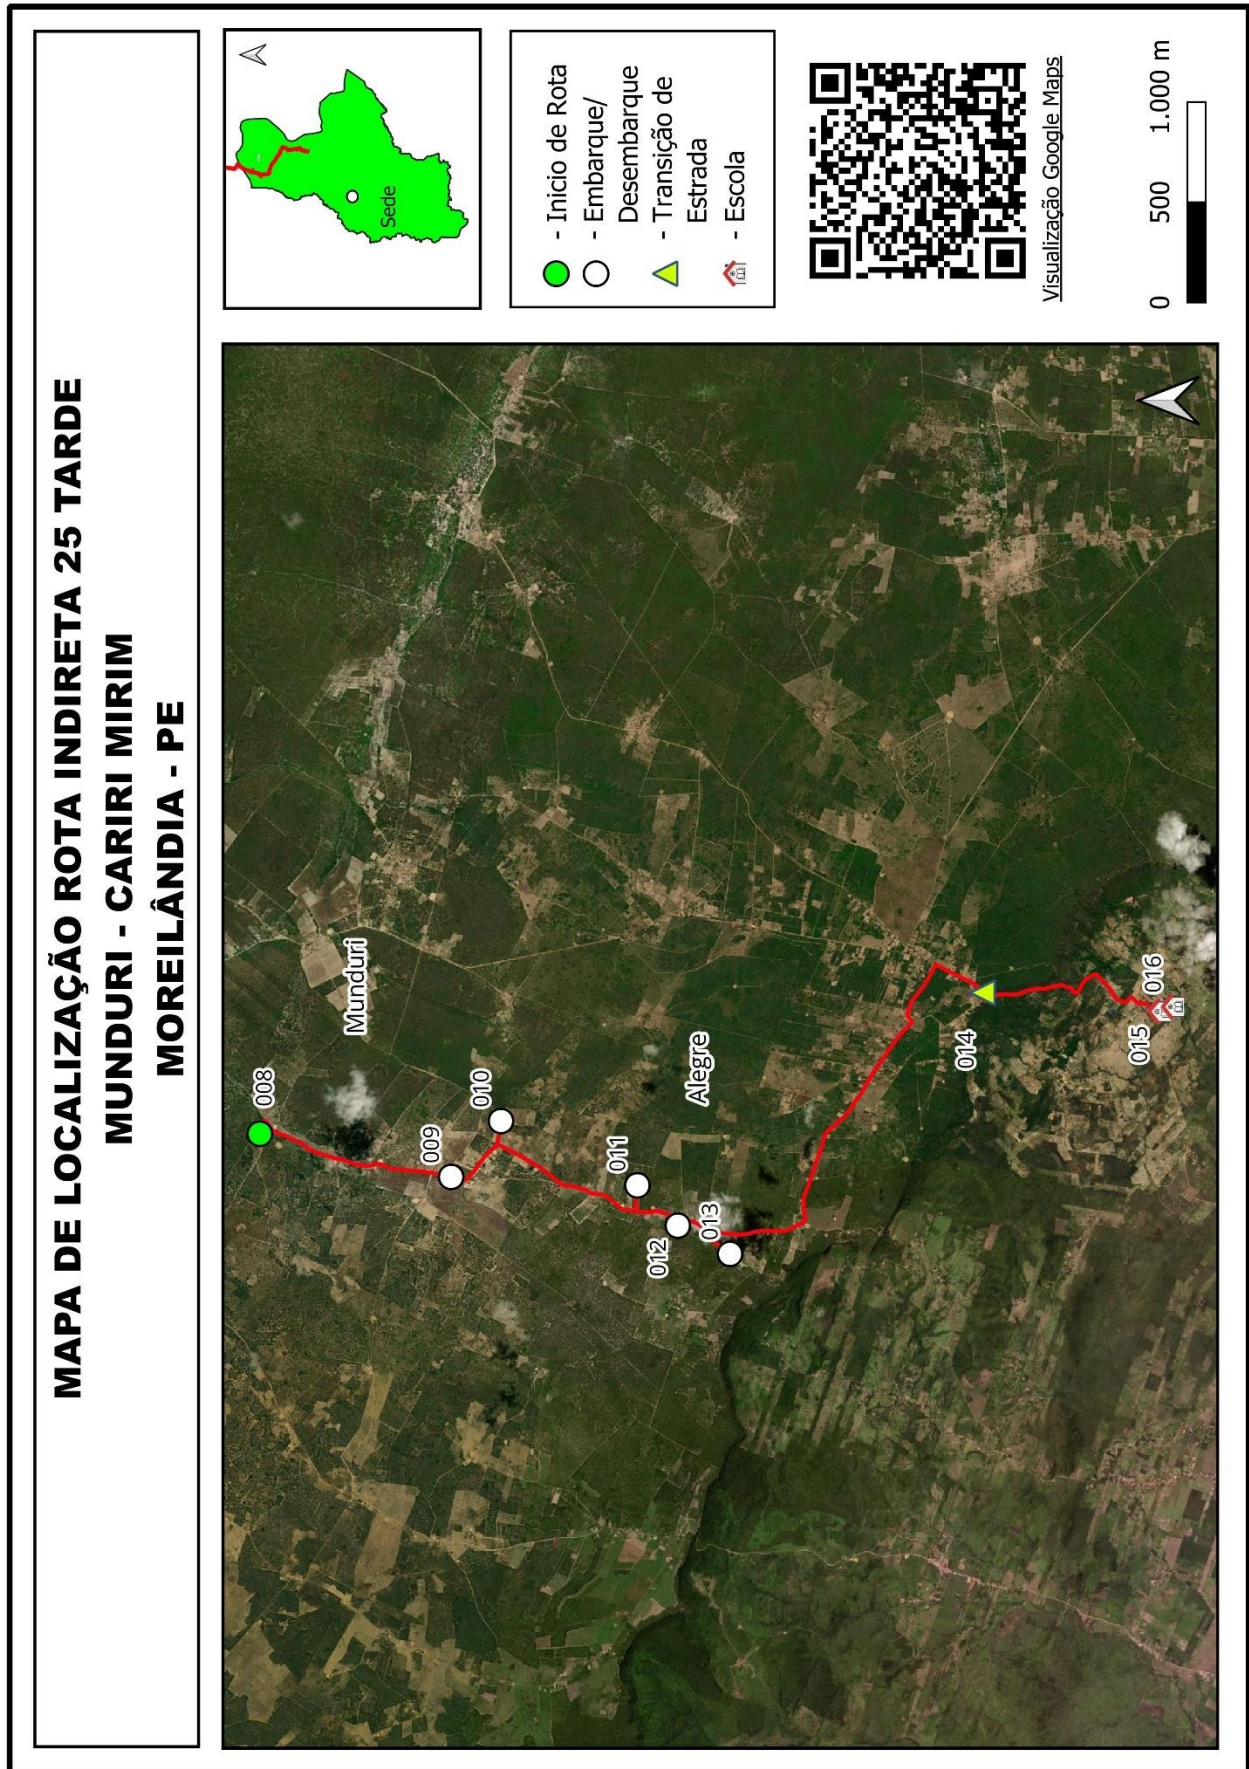 MAPA DE LOCALIZAÇÃO ROTA INDIRETA 25 TARDE
MUNDURI - CARIRI MIRIM
MOREILÂNDIA - PE
Sede
- Início de Rota
- Embarque/
Desembarque
- Transição de
Estrada
- Escola
Visualização Google Maps
0 500 1.000 m
008
Munduri
009
010
011
012
Alegre
013
014
015
016